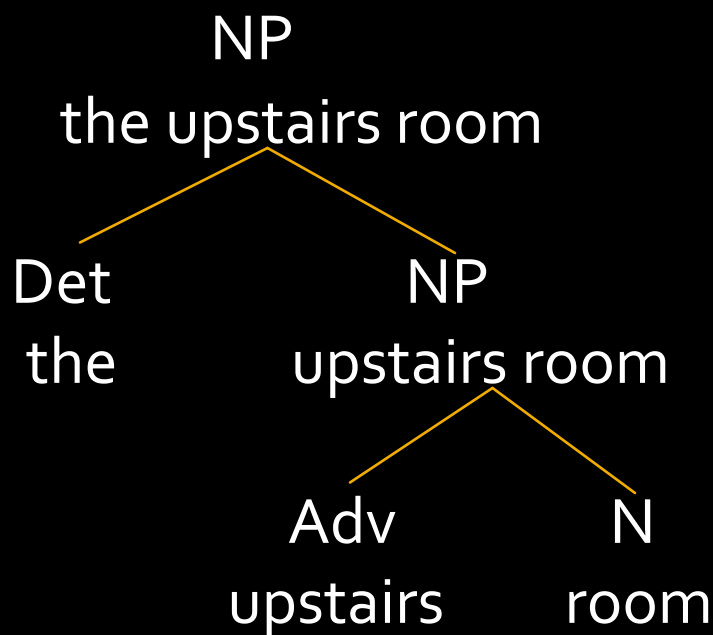 NP
the upstairs room
Det NP
the upstairs room
Adv N
upstairs room